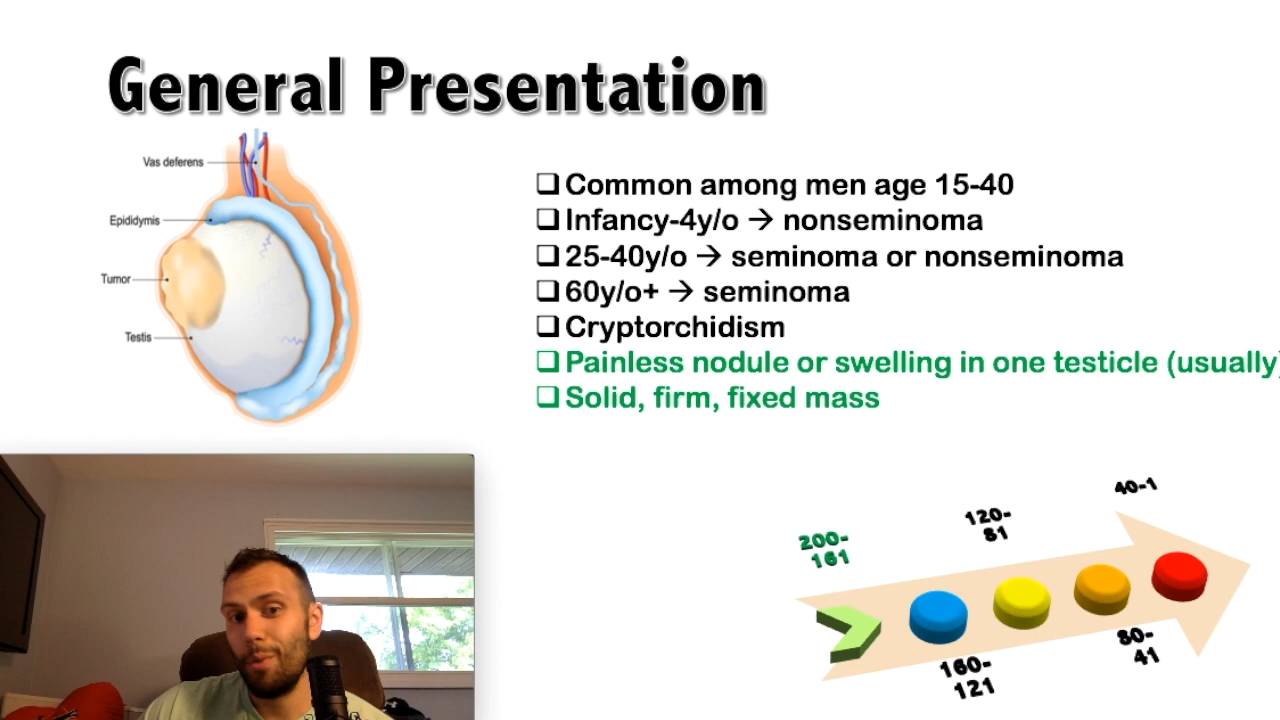 General Presentation
Vas deferens
Epididymis
Tumor
Testis
❑ Common among men age 15-40
❑ Infancy-4y/o → nonseminoma
❑ 25-40y/o → seminoma or nonseminoma
❑ 60y/o+ → seminoma
❑ Cryptorchidism
❑ Painless nodule or swelling in one testicle (usually)
❑ Solid, firm, fixed mass
200-
161
160-
121
120-
81
80-
41
40-1